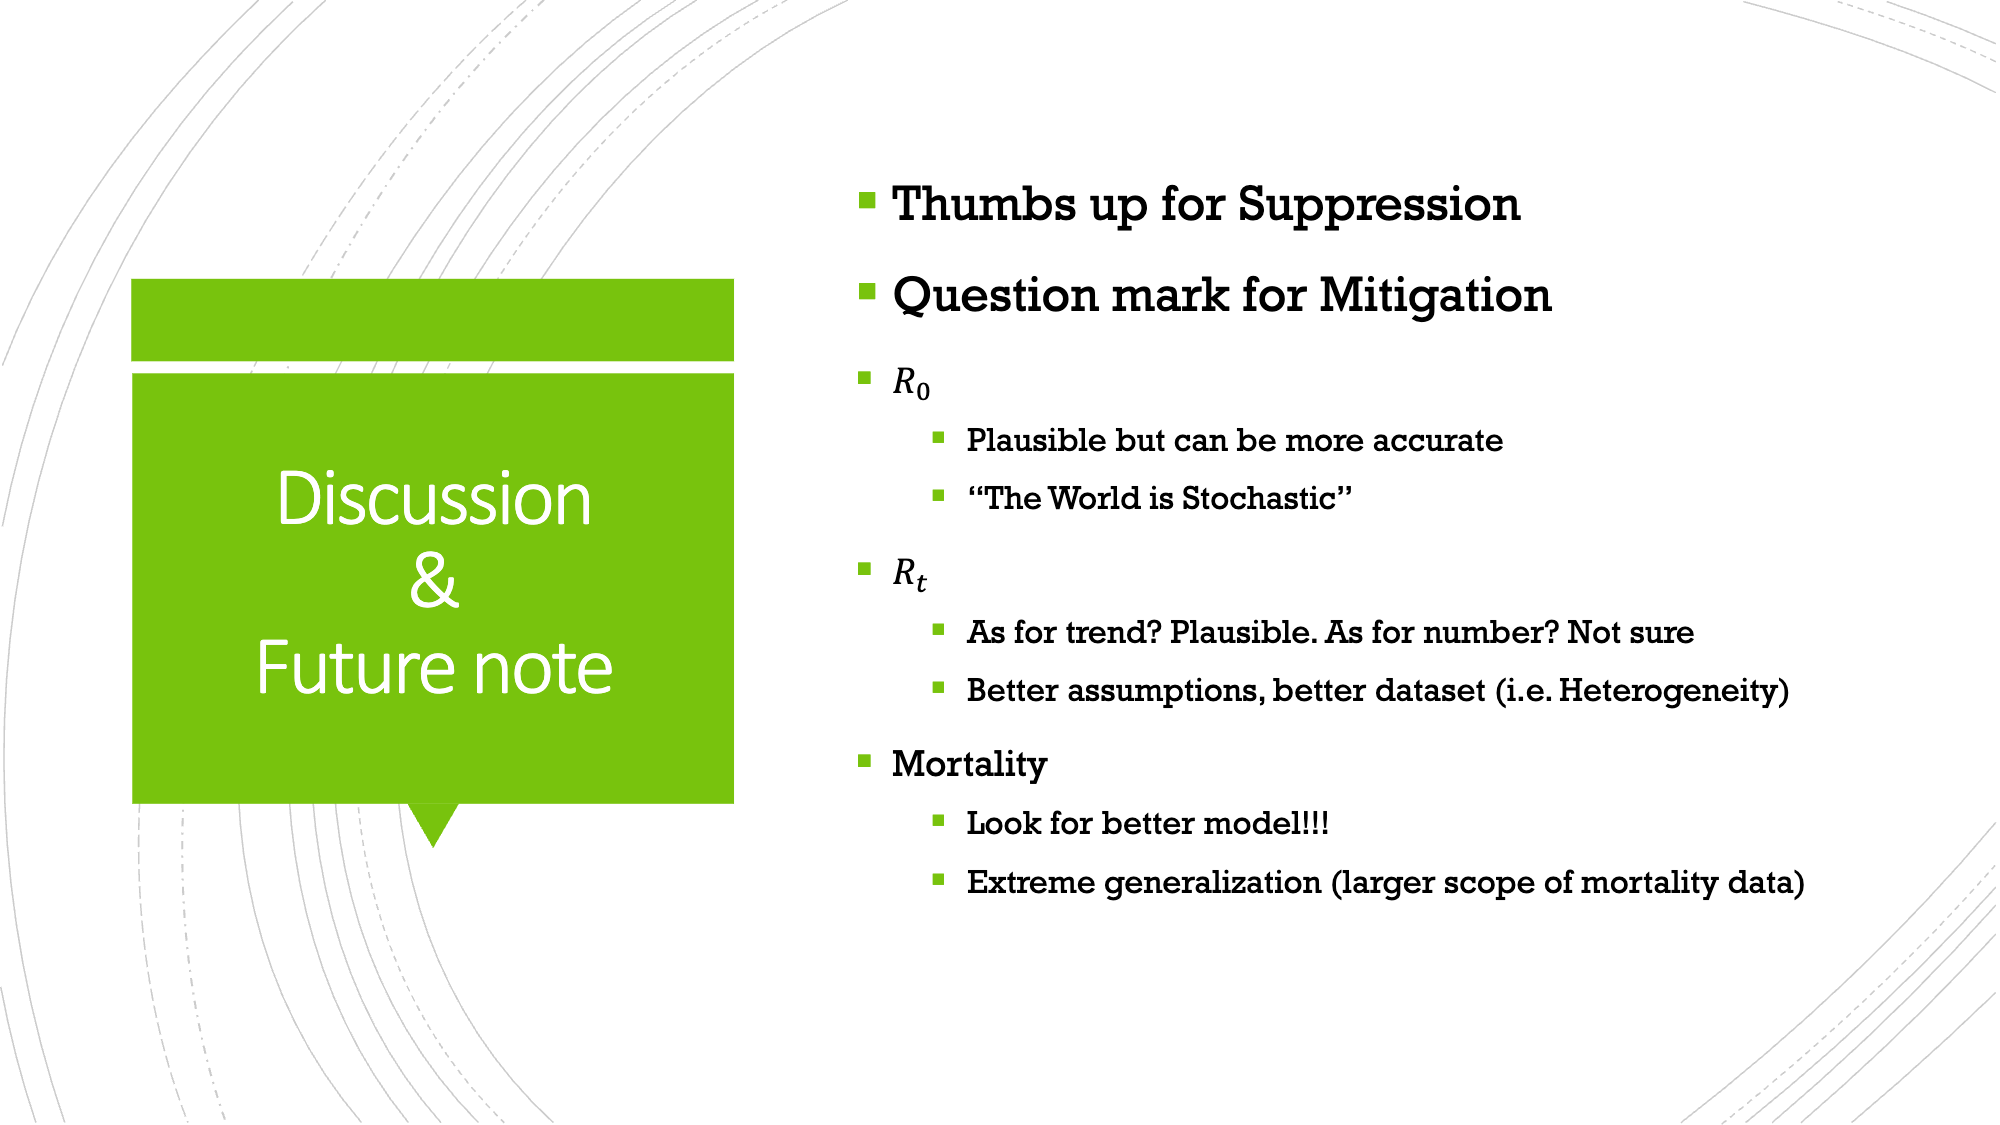 Discussion
&
Future note
Thumbs up for Suppression
Question mark for Mitigation
R₀
Plausible but can be more accurate
“The World is Stochastic”
Rₜ
As for trend? Plausible. As for number? Not sure
Better assumptions, better dataset (i.e. Heterogeneity)
Mortality
Look for better model!!!
Extreme generalization (larger scope of mortality data)